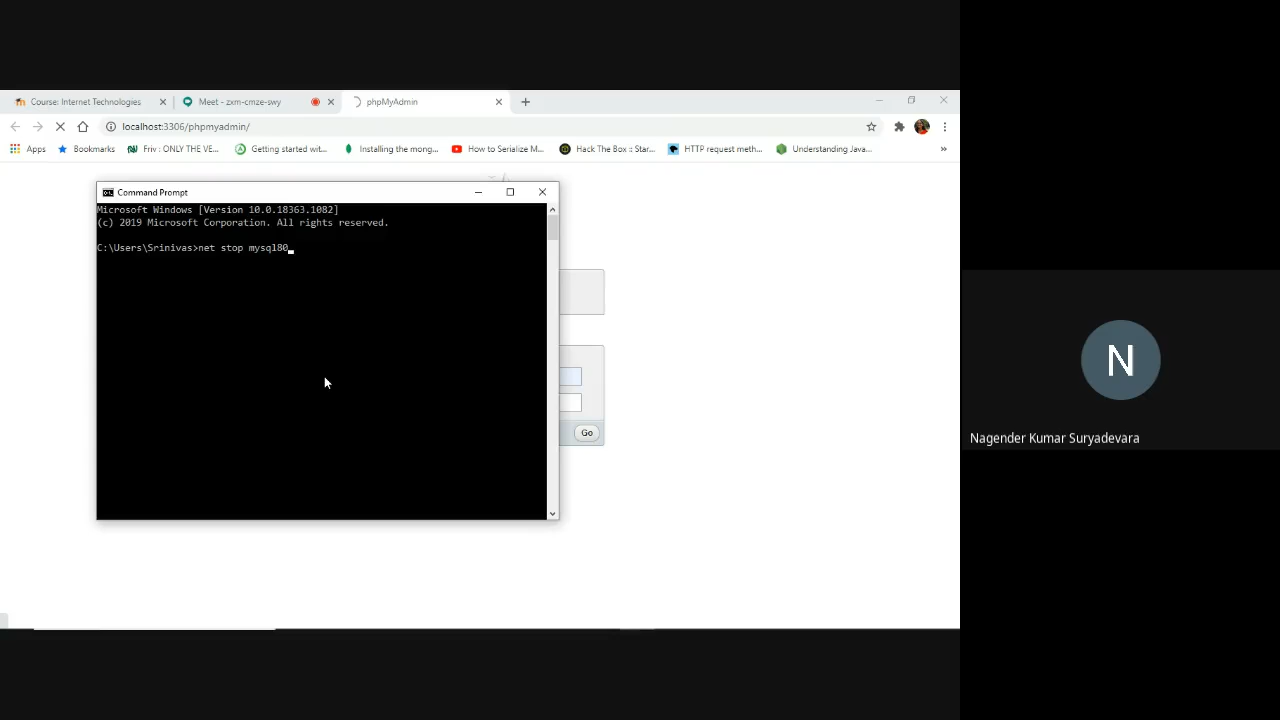 Course: Internet Technologies
Meet - zxm-cmze-swy
phpMyAdmin
localhost:3306/phpmyadmin/
Apps
Bookmarks
Friv : ONLY THE VE...
Getting started wit...
Installing the mong...
How to Serialize M...
Hack The Box :: Star...
HTTP request meth...
Understanding Java...
»
Command Prompt
Microsoft Windows [Version 10.0.18363.1082]
(c) 2019 Microsoft Corporation. All rights reserved.
C:\Users\Srinivas>net stop mysql80
Go
N
Nagender Kumar Suryadevara